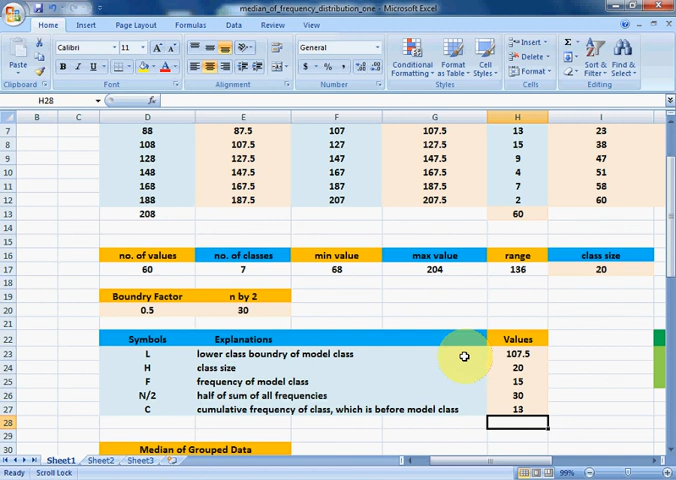 median_of_frequency_distribution_one - Microsoft Excel
Home Insert Page Layout Formulas Data Review View Add-Ins
Paste Calibri 11 A A General Conditional Formatting Format as Table Cell Styles Insert Delete Format Sort & Filter Find & Select
B I U $ % ,
Clipboard Font Alignment Number Styles Cells Editing
H28 fx
B C D E F G H I
7 88 87.5 107 107.5 13 23
8 108 107.5 127 127.5 15 38
9 128 127.5 147 147.5 9 47
10 148 147.5 167 167.5 4 51
11 168 167.5 187 187.5 7 58
12 188 187.5 207 207.5 2 60
13 208 60
14
15
16 no. of values no. of classes min value max value range class size
17 60 7 68 204 136 20
18
19 Boundry Factor n by 2
20 0.5 30
21
22 Symbols Explanations Values
23 L lower class boundry of model class 107.5
24 H class size 20
25 F frequency of model class 15
26 N/2 half of sum of all frequencies 30
27 C cumulative frequency of class, which is before model class 13
28
29
30 Median of Grouped Data
Sheet1 Sheet2 Sheet3
Ready Scroll Lock 99%